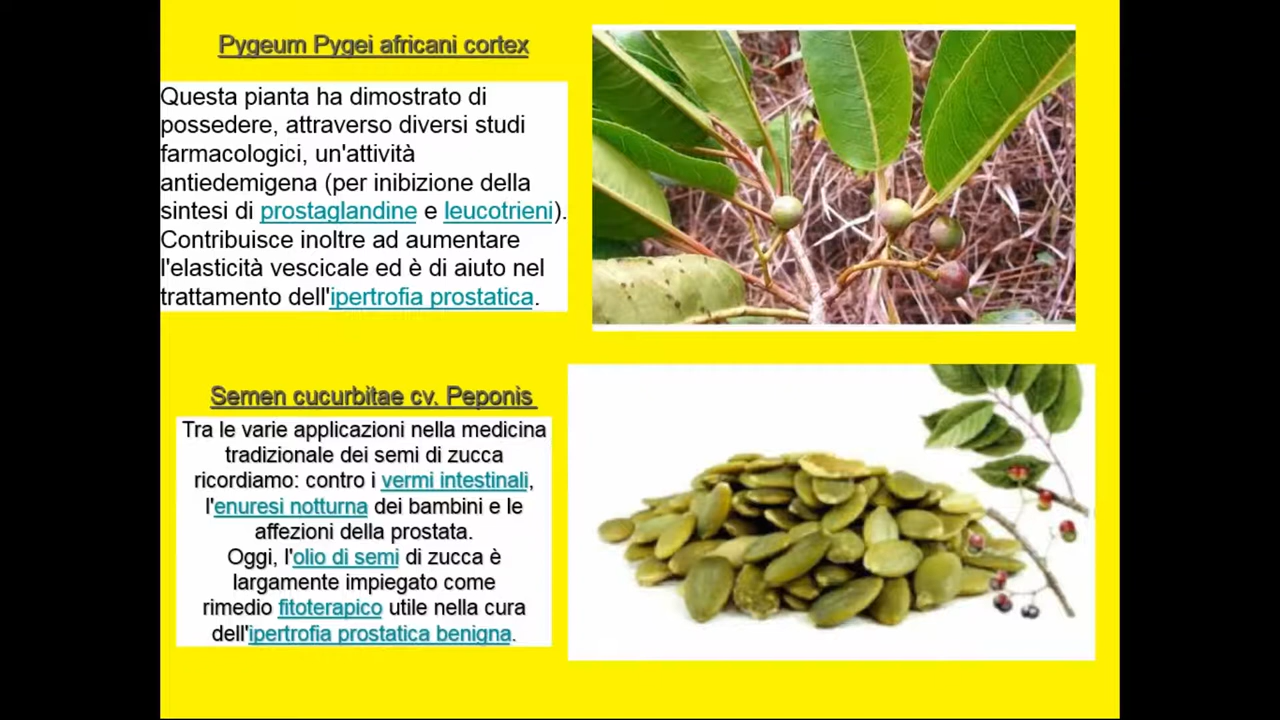 Pygeum Pygei africani cortex
Questa pianta ha dimostrato di
possedere, attraverso diversi studi
farmacologici, un'attività
antiedemigena (per inibizione della
sintesi di prostaglandine e leucotrieni).
Contribuisce inoltre ad aumentare
l'elasticità vescicale ed è di aiuto nel
trattamento dell'ipertrofia prostatica.
Semen cucurbitae cv. Peponis
Tra le varie applicazioni nella medicina
tradizionale dei semi di zucca
ricordiamo: contro i vermi intestinali,
l'enuresi notturna dei bambini e le
affezioni della prostata.
Oggi, l'olio di semi di zucca è
largamente impiegato come
rimedio fitoterapico utile nella cura
dell'ipertrofia prostatica benigna.